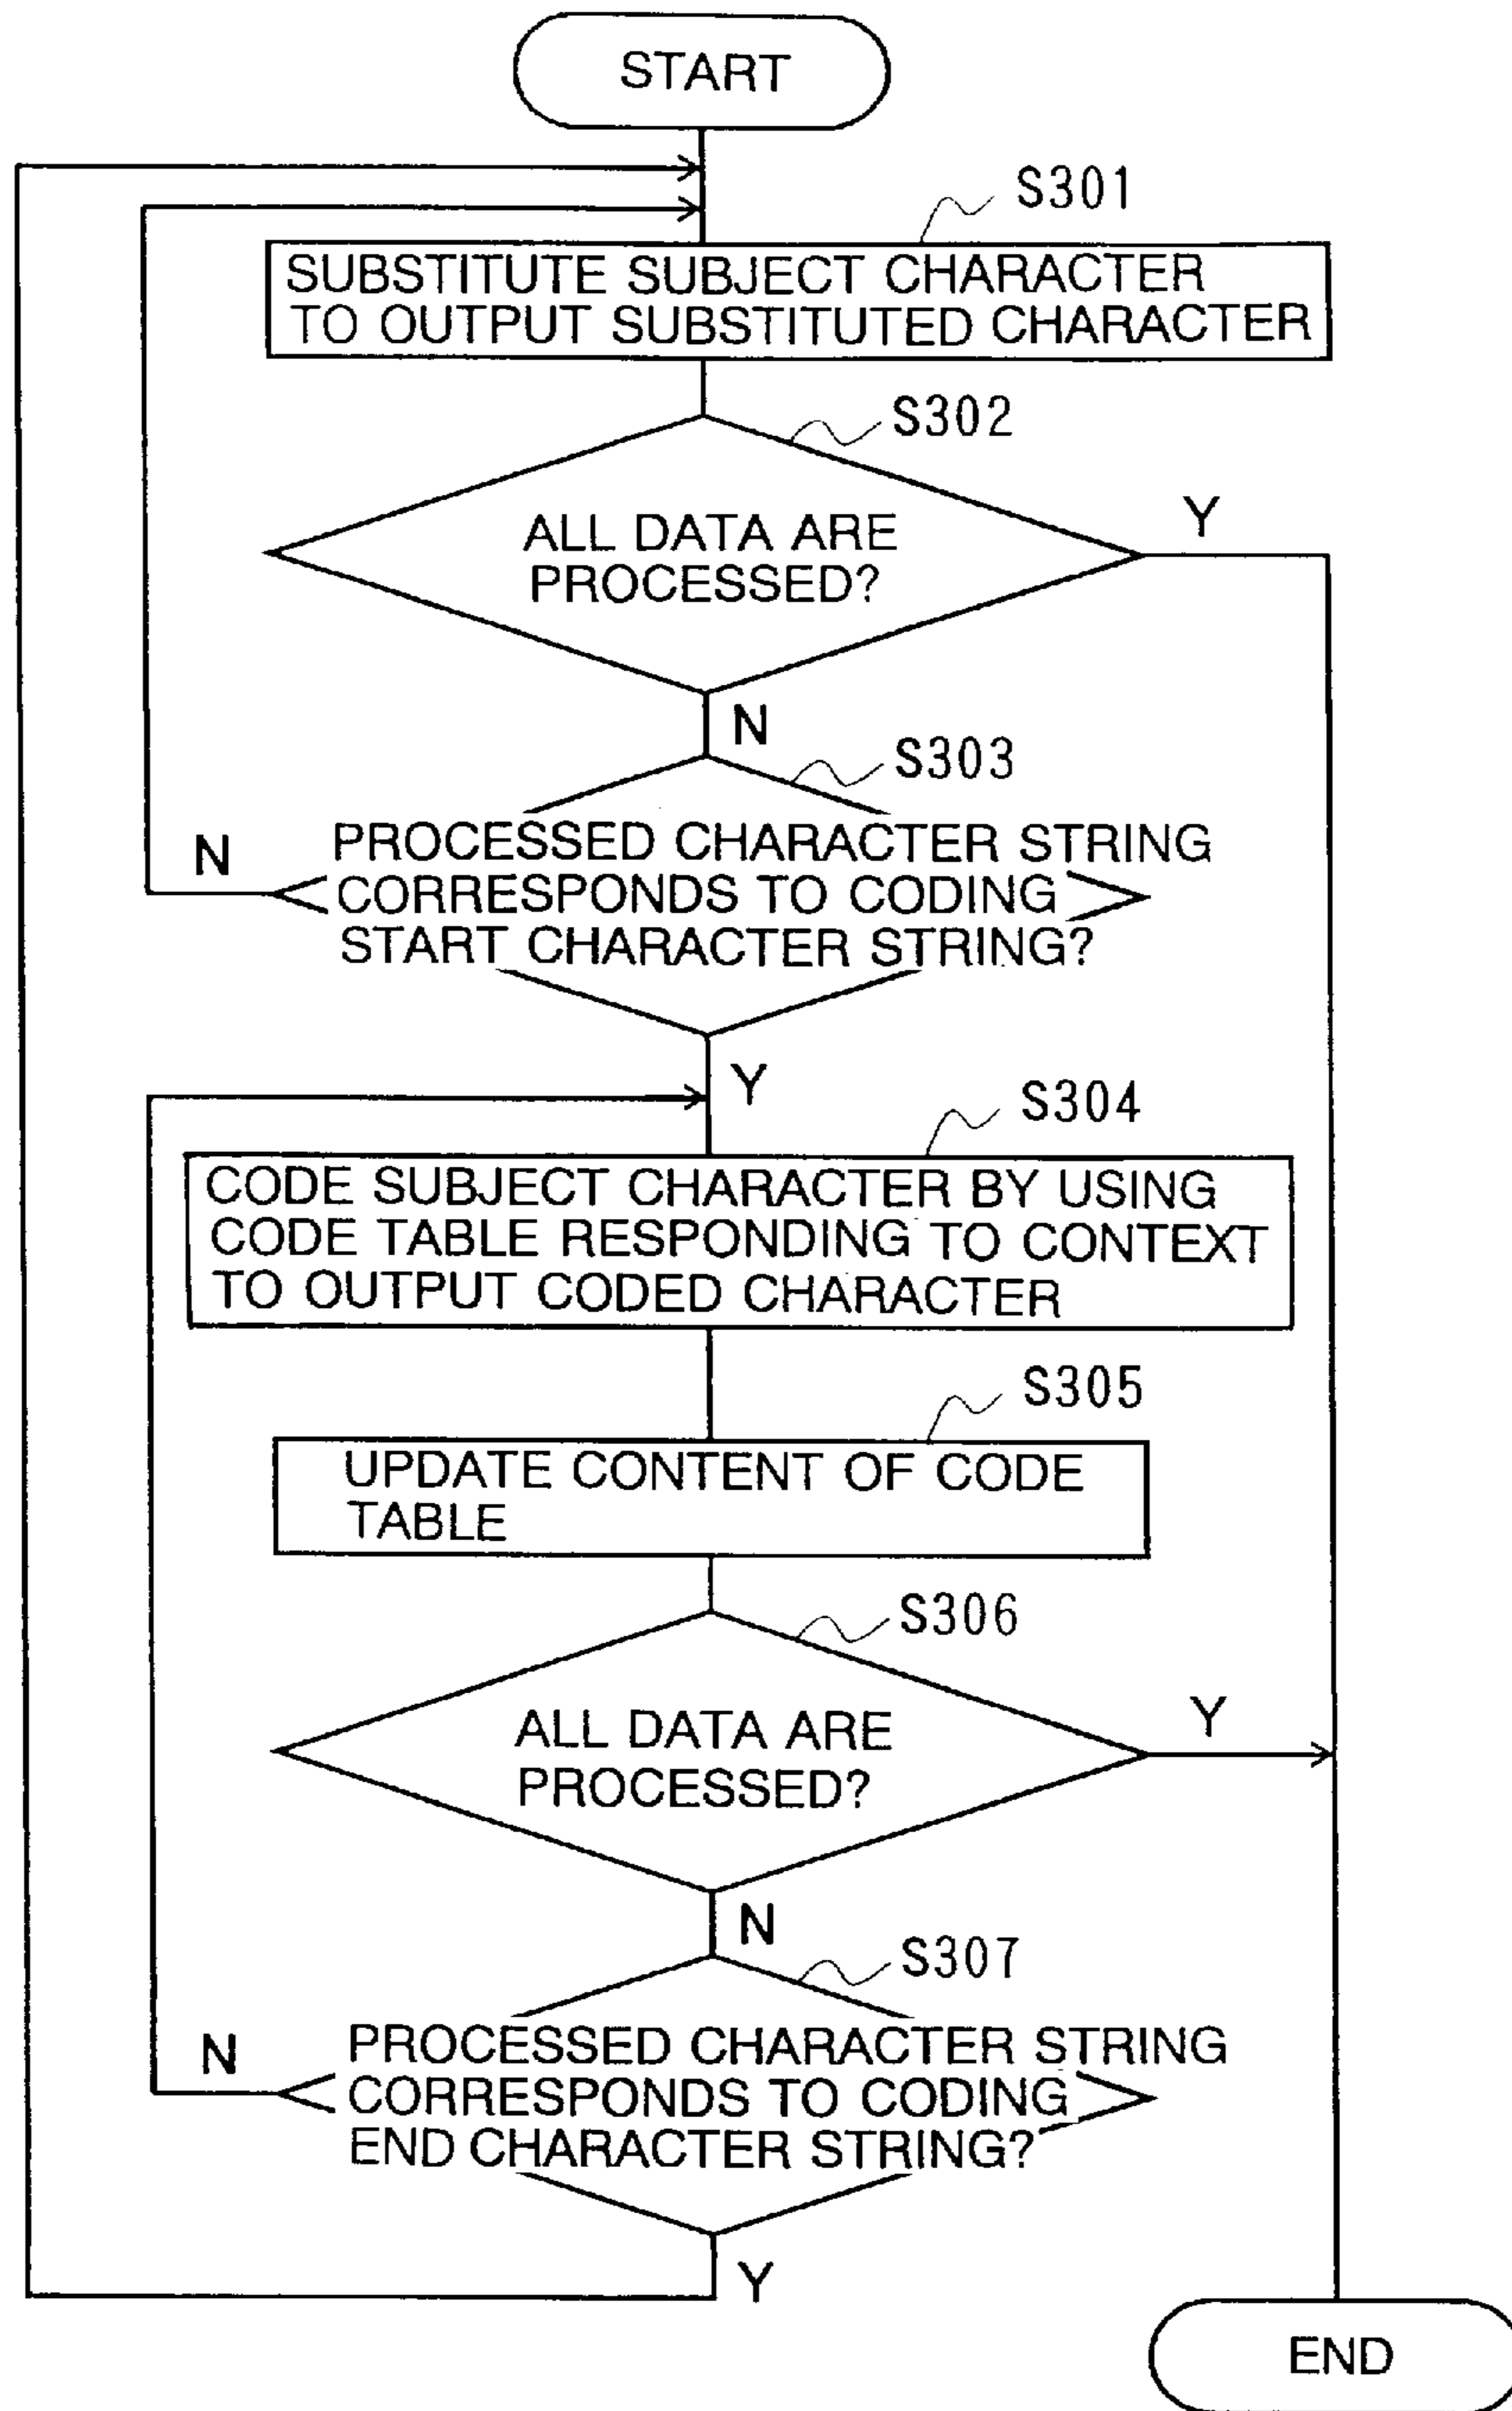 START
S301
SUBSTITUTE SUBJECT CHARACTER
TO OUTPUT SUBSTITUTED CHARACTER
S302
ALL DATA ARE
PROCESSED?
Y
N
S303
PROCESSED CHARACTER STRING
CORRESPONDS TO CODING
START CHARACTER STRING?
N
Y
S304
CODE SUBJECT CHARACTER BY USING
CODE TABLE RESPONDING TO CONTEXT
TO OUTPUT CODED CHARACTER
S305
UPDATE CONTENT OF CODE
TABLE
S306
ALL DATA ARE
PROCESSED?
Y
N
S307
PROCESSED CHARACTER STRING
CORRESPONDS TO CODING
END CHARACTER STRING?
N
Y
END